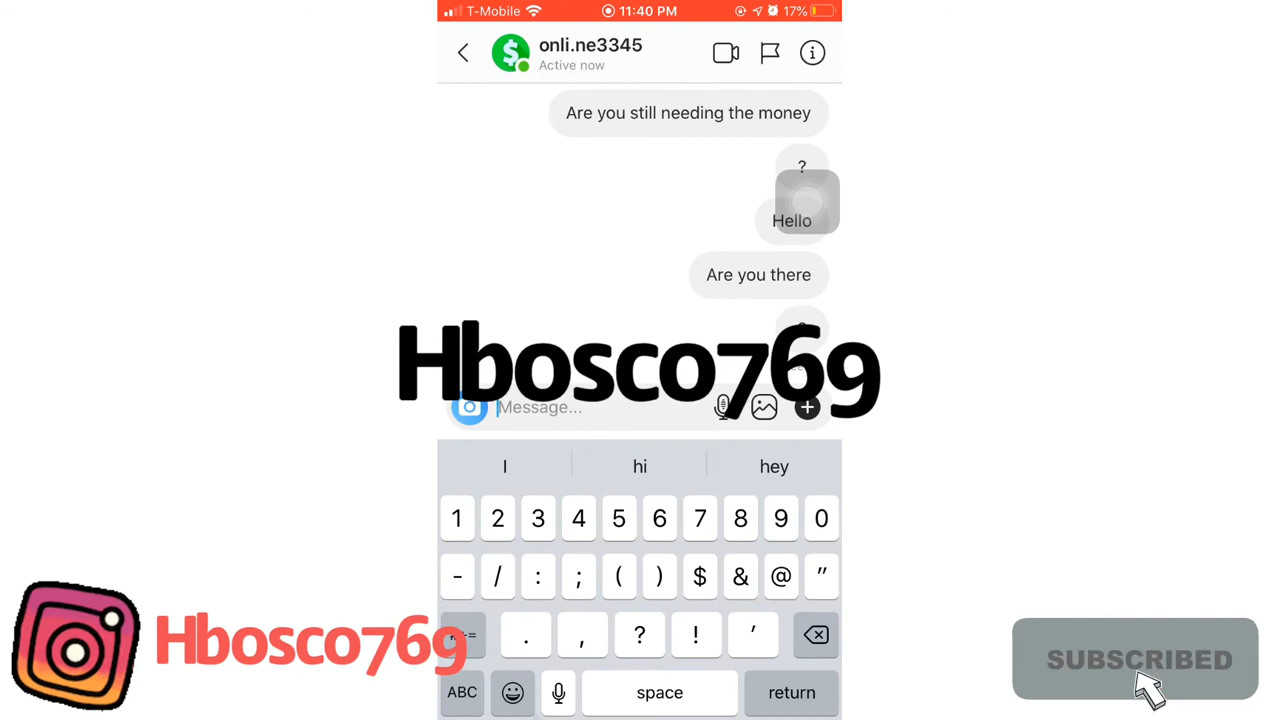 T-Mobile 11:40 PM 17%
onli.ne3345
Active now
Are you still needing the money
?
Hello
Are you there
Hbosco769
Message...
I hi hey
1 2 3 4 5 6 7 8 9 0
- / : ; ( ) $ & @ ”
. , ? ! ’
ABC space return
Hbosco769
SUBSCRIBED